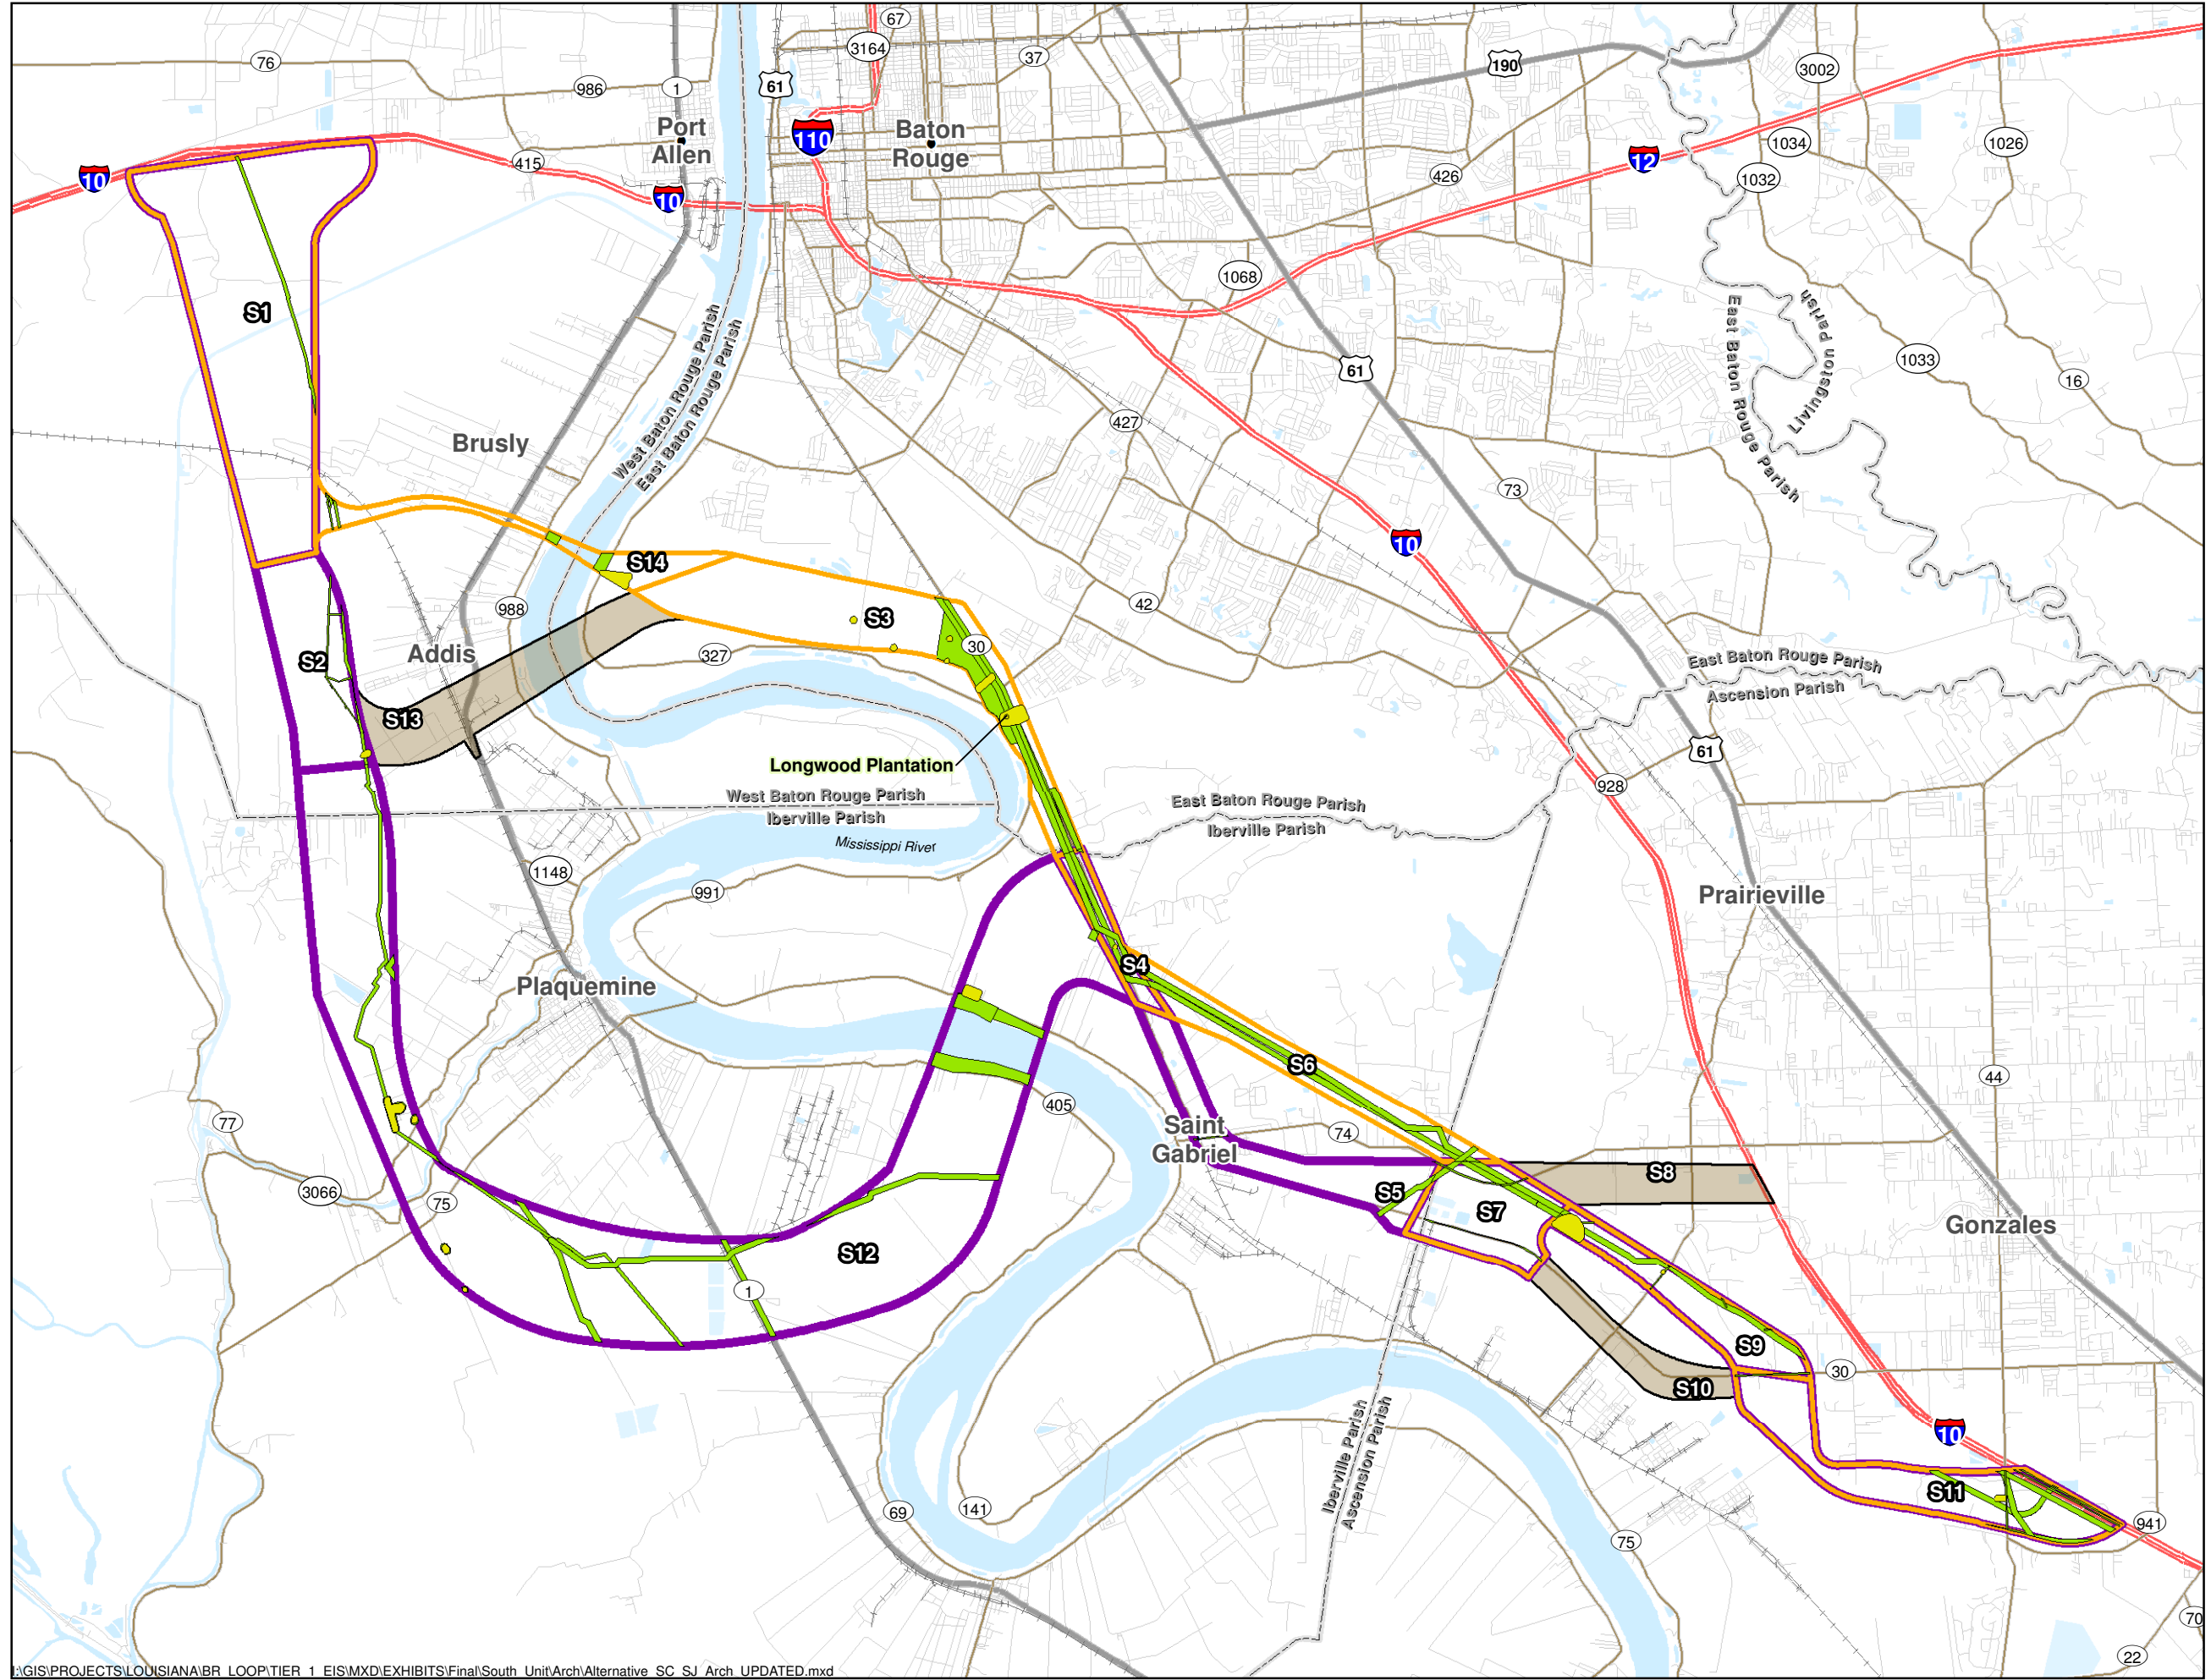 67
3164
37
76
986
1
61
190
3002
Port
Allen
110
Baton
Rouge
415
10
10
426
12
1034
1032
1026
1068
S1
West Baton Rouge Parish
East Baton Rouge Parish
East Baton Rouge Parish
Livingston Parish
1033
16
61
427
Brusly
73
10
S14
988
42
S3
30
327
Addis
S2
S13
East Baton Rouge Parish
Ascension Parish
61
Longwood Plantation
West Baton Rouge Parish
Iberville Parish
East Baton Rouge Parish
Iberville Parish
928
Mississippi River
1148
991
Prairieville
Plaquemine
S4
S6
44
405
77
Saint
Gabriel
74
S8
3066
75
S5
S7
Gonzales
S12
1
S9
30
S10
10
Iberville Parish
Ascension Parish
S11
69
141
941
75
70
22
I:\GIS\PROJECTS\LOUISIANA\BR_LOOP\TIER_1_EIS\MXD\EXHIBITS\Final\South_Unit\Arch\Alternative_SC_SJ_Arch_UPDATED.mxd